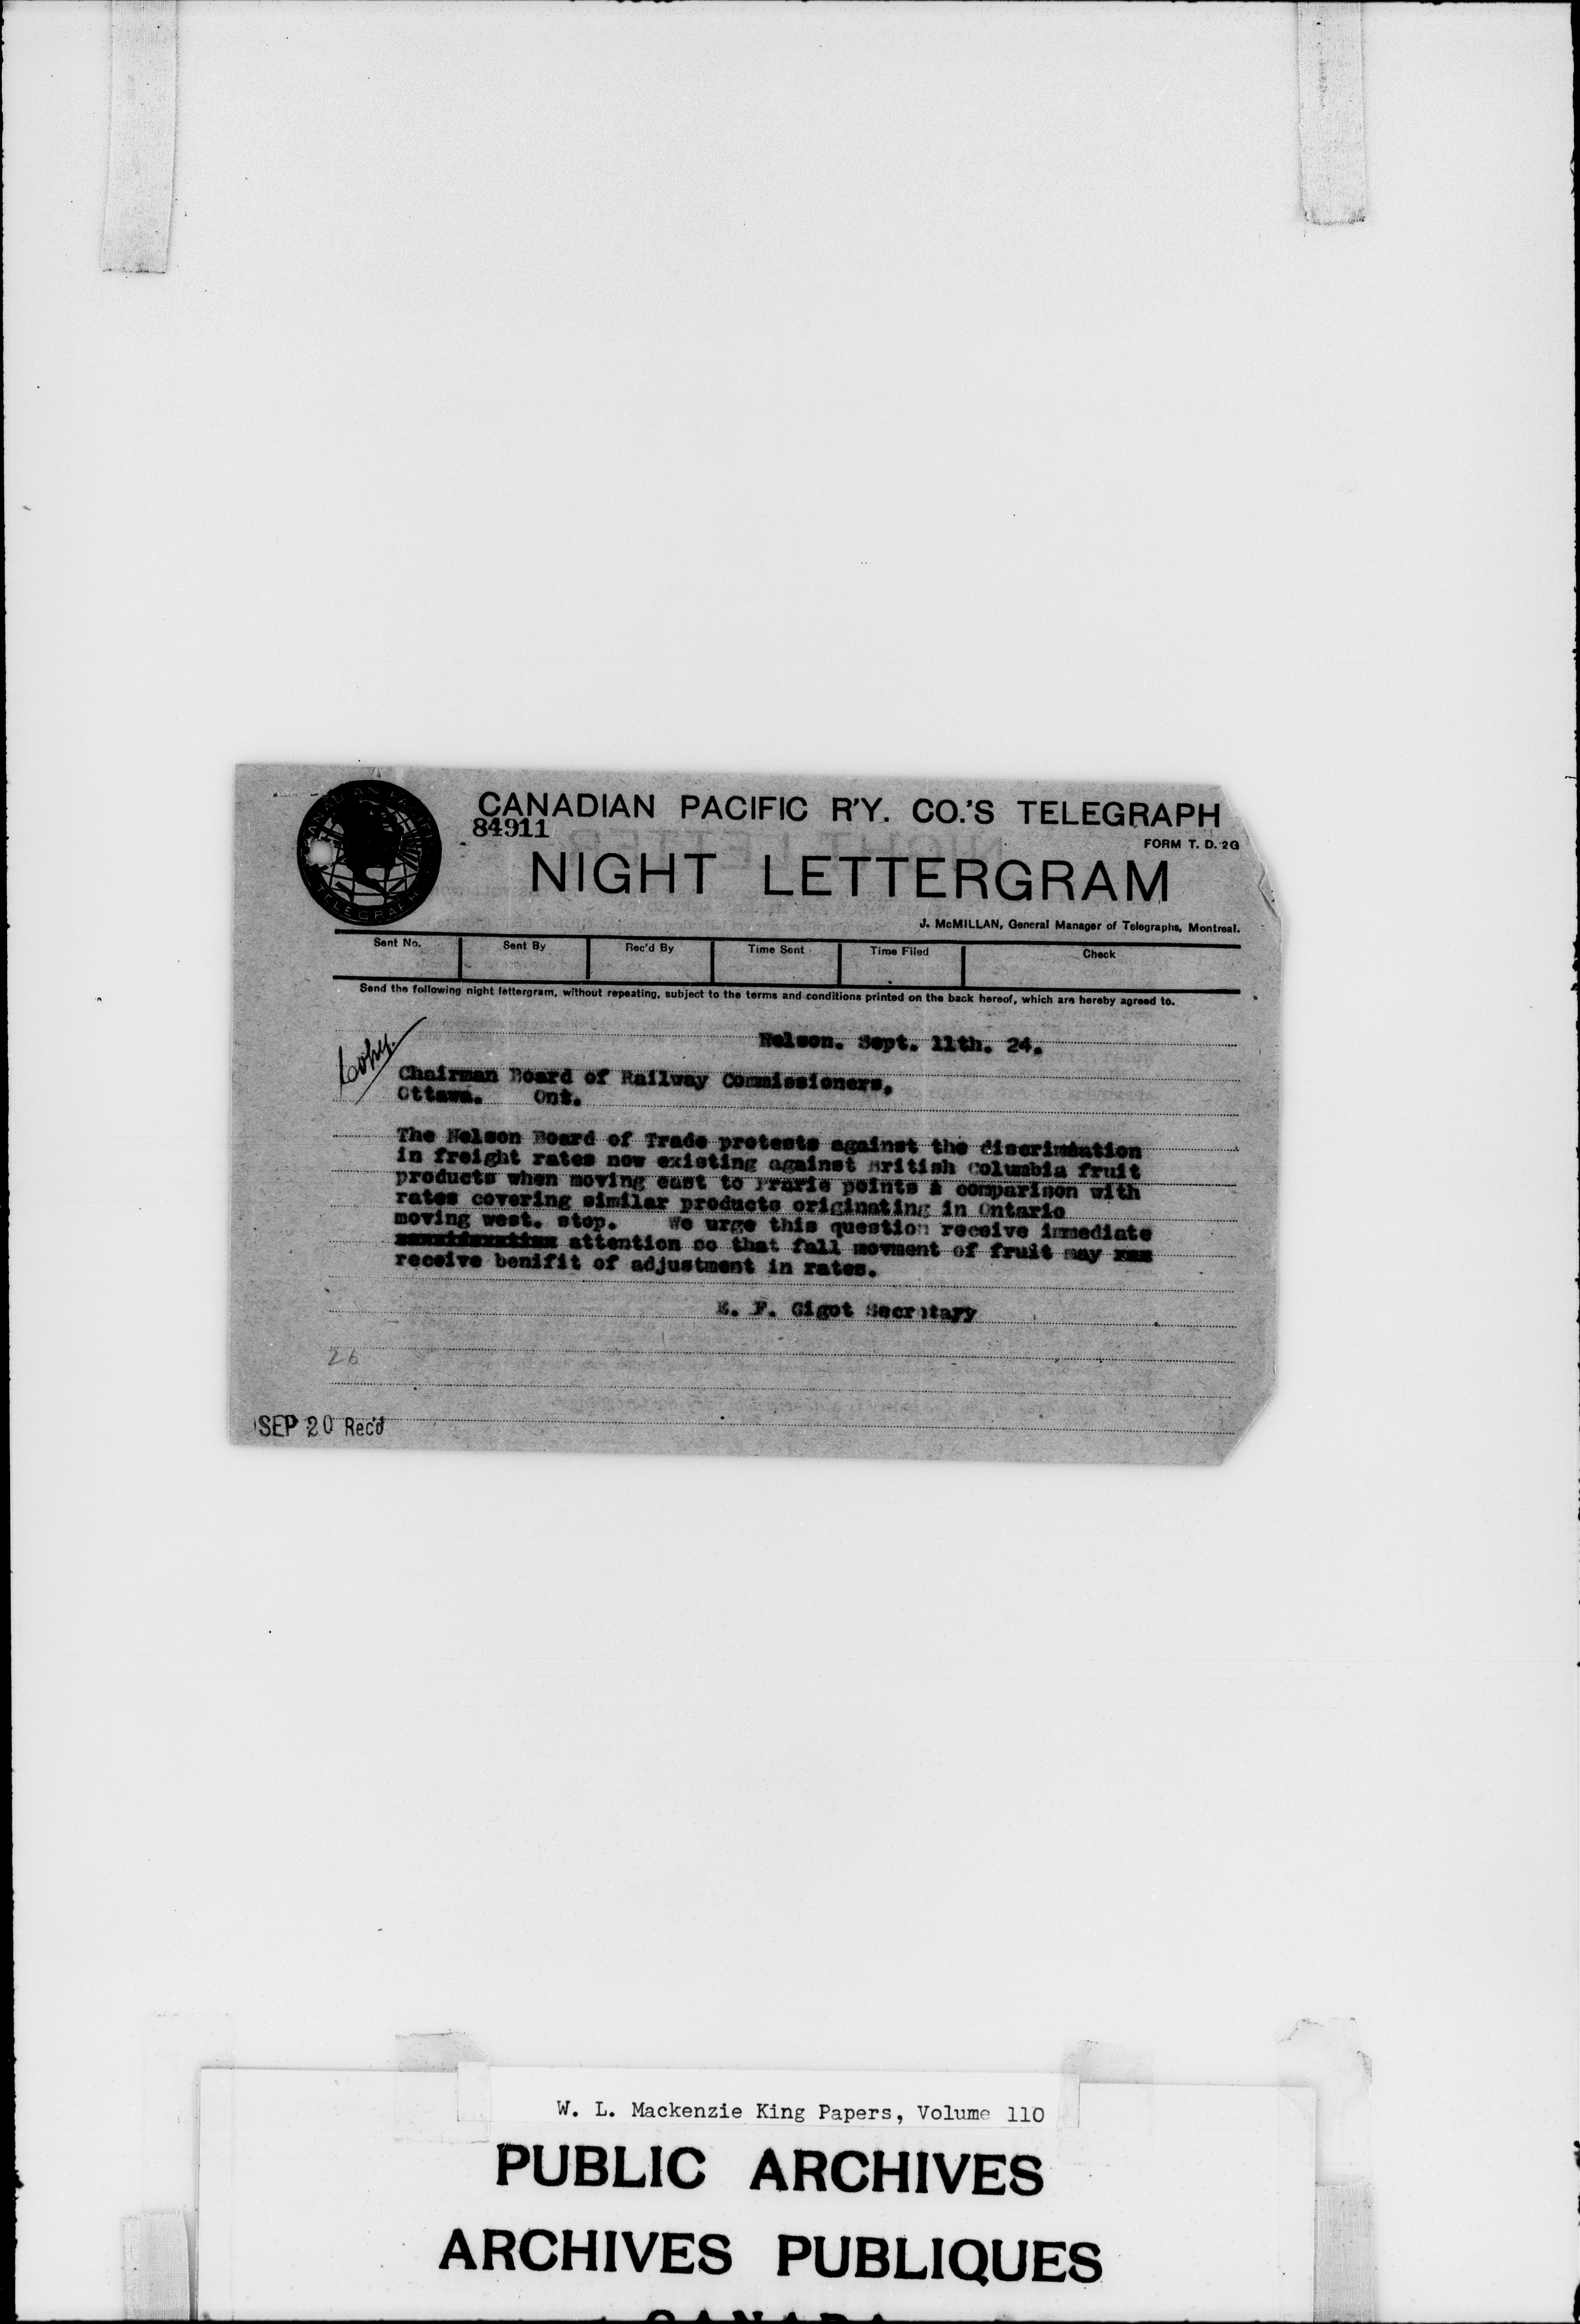 CANADIAN PACIFIC R'Y. CO.'S TELEGRAPH
84911
FORM T. D. 2G
NIGHT LETTERGRAM
J. McMILLAN, General Manager of Telegraphs, Montreal.
Sent No. Sent By Rec'd By Time Sent Time Filed Check
Send the following night lettergram, without repeating, subject to the terms and conditions printed on the back hereof, which are hereby agreed to.
Nelson. Sept. 11th. 24.
Copy.
Chairman Board of Railway Commissioners.
Ottawa. Ont.
The Nelson Board of Trade protests against the
in freight rates now existing against British Columbia fruit
products when moving east to Prarie points & comparison with
rates covering similar products originating in Ontario
moving west. stop. We urge this question receive immediate
attention so that fall movment of fruit may
receive benifit of adjustment in rates.
E. F. Gigot Secretary
26
SEP 20 Rec'd
W. L. Mackenzie King Papers, Volume 110
PUBLIC ARCHIVES
ARCHIVES PUBLIQUES
CANADA